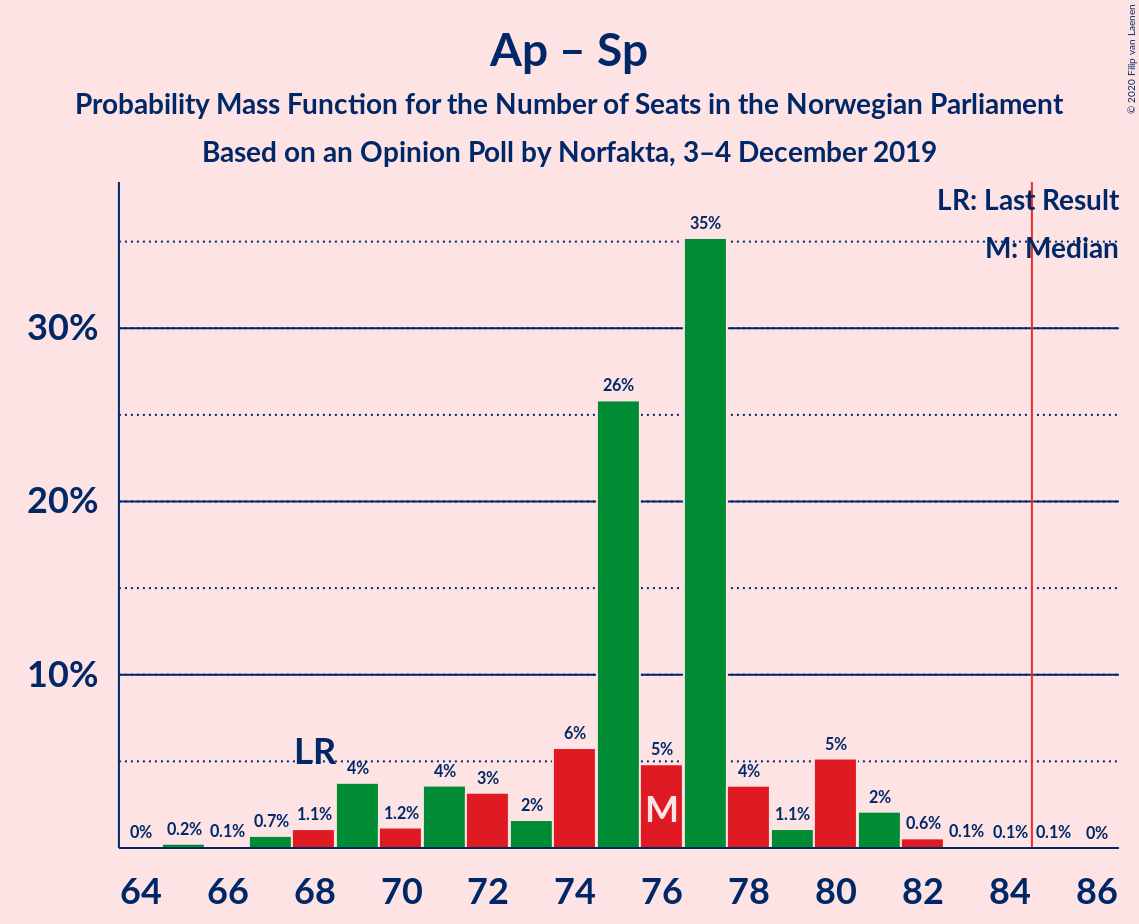 Ap – Sp
Probability Mass Function for the Number of Seats in the Norwegian Parliament
Based on an Opinion Poll by Norfakta, 3–4 December 2019
© 2020 Filip van Laenen
LR: Last Result
M: Median
35%
30%
26%
20%
10%
LR
6%
5%
5%
4%
4%
4%
3%
2%
2%
M
0%
0.2%
0.1%
0.7%
1.1%
1.2%
1.1%
0.6%
0.1%
0.1%
0.1%
0%
64 66 68 70 72 74 76 78 80 82 84 86